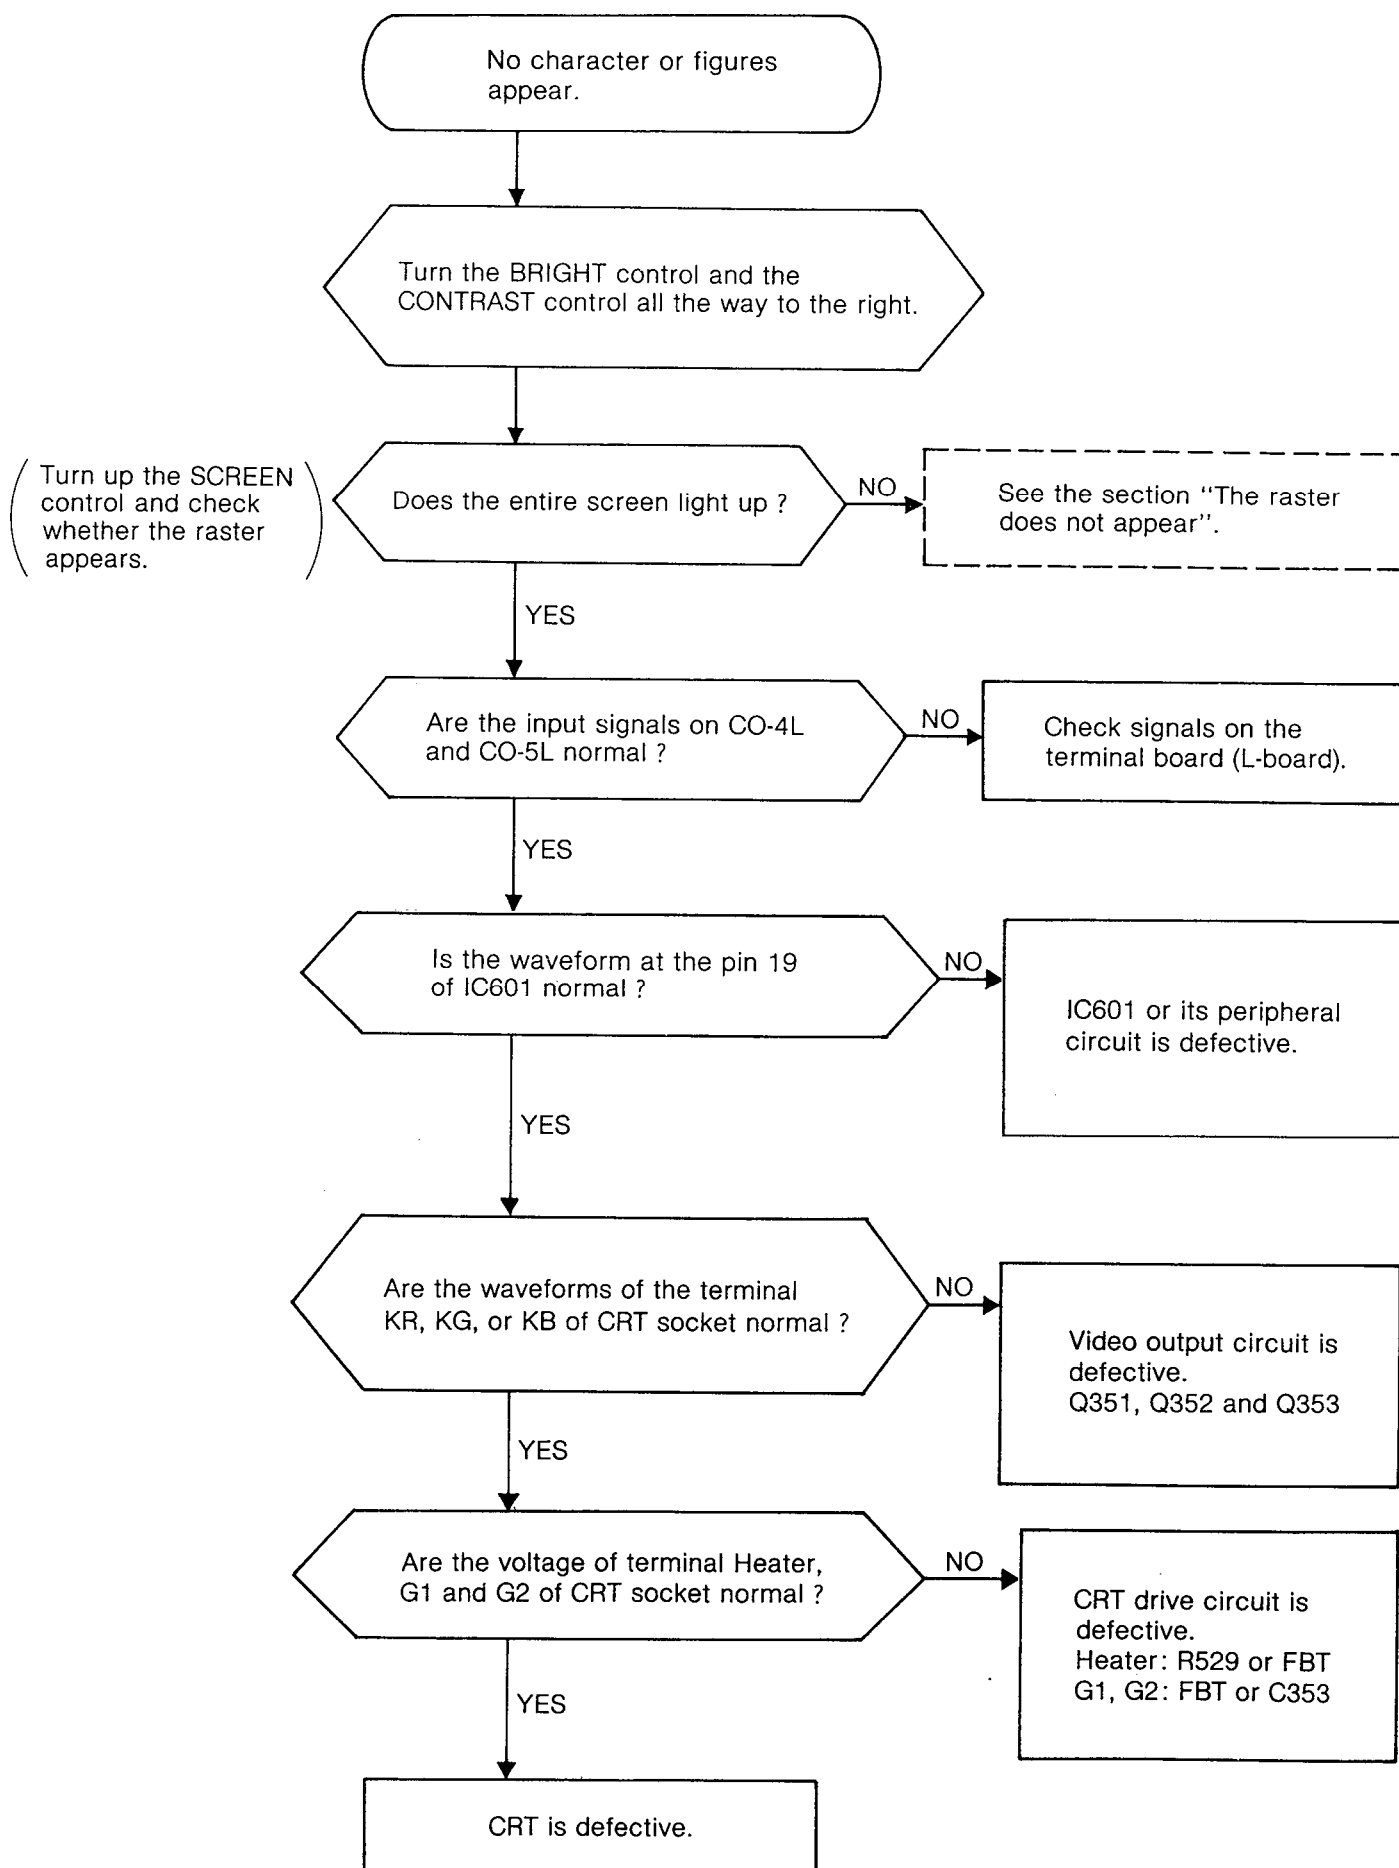 No character or figures
appear.
Turn the BRIGHT control and the
CONTRAST control all the way to the right.
Turn up the SCREEN
control and check
whether the raster
appears.
Does the entire screen light up ?
NO
See the section "The raster
does not appear".
YES
Are the input signals on CO-4L
and CO-5L normal ?
NO
Check signals on the
terminal board (L-board).
YES
Is the waveform at the pin 19
of IC601 normal ?
NO
IC601 or its peripheral
circuit is defective.
YES
Are the waveforms of the terminal
KR, KG, or KB of CRT socket normal ?
NO
Video output circuit is
defective.
Q351, Q352 and Q353
YES
Are the voltage of terminal Heater,
G1 and G2 of CRT socket normal ?
NO
CRT drive circuit is
defective.
Heater: R529 or FBT
G1, G2: FBT or C353
YES
CRT is defective.